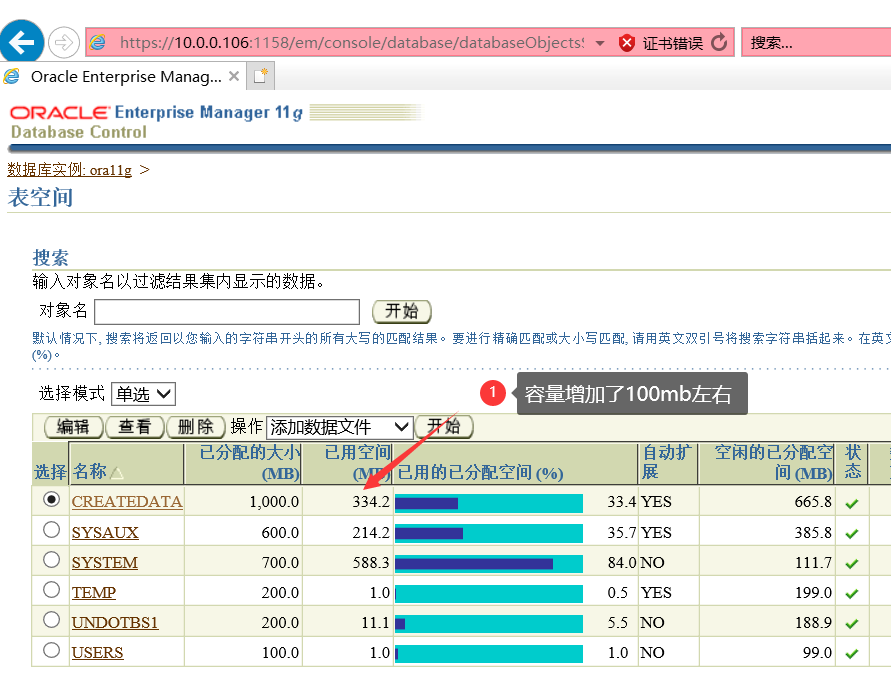 https://10.0.0.106:1158/em/console/database/databaseObjectsS 证书错误 搜索...
Oracle Enterprise Manag...
ORACLE Enterprise Manager 11g
Database Control
数据库实例: ora11g >
表空间
搜索
输入对象名以过滤结果集内显示的数据。
对象名 开始
默认情况下, 搜索将返回以您输入的字符串开头的所有大写的匹配结果。要进行精确匹配或大小写匹配, 请用英文双引号将搜索字符串括起来。在英文
(%)。
选择模式 单选
1 容量增加了100mb左右
编辑 查看 删除 操作 添加数据文件 开始
选择 名称 已分配的大小 (MB) 已用空间 (MB) 已用的已分配空间 (%) 自动扩展 空闲的已分配空间 (MB) 状态
CREATEDATA 1,000.0 334.2 33.4 YES 665.8
SYSAUX 600.0 214.2 35.7 YES 385.8
SYSTEM 700.0 588.3 84.0 NO 111.7
TEMP 200.0 1.0 0.5 YES 199.0
UNDOTBS1 200.0 11.1 5.5 NO 188.9
USERS 100.0 1.0 1.0 NO 99.0